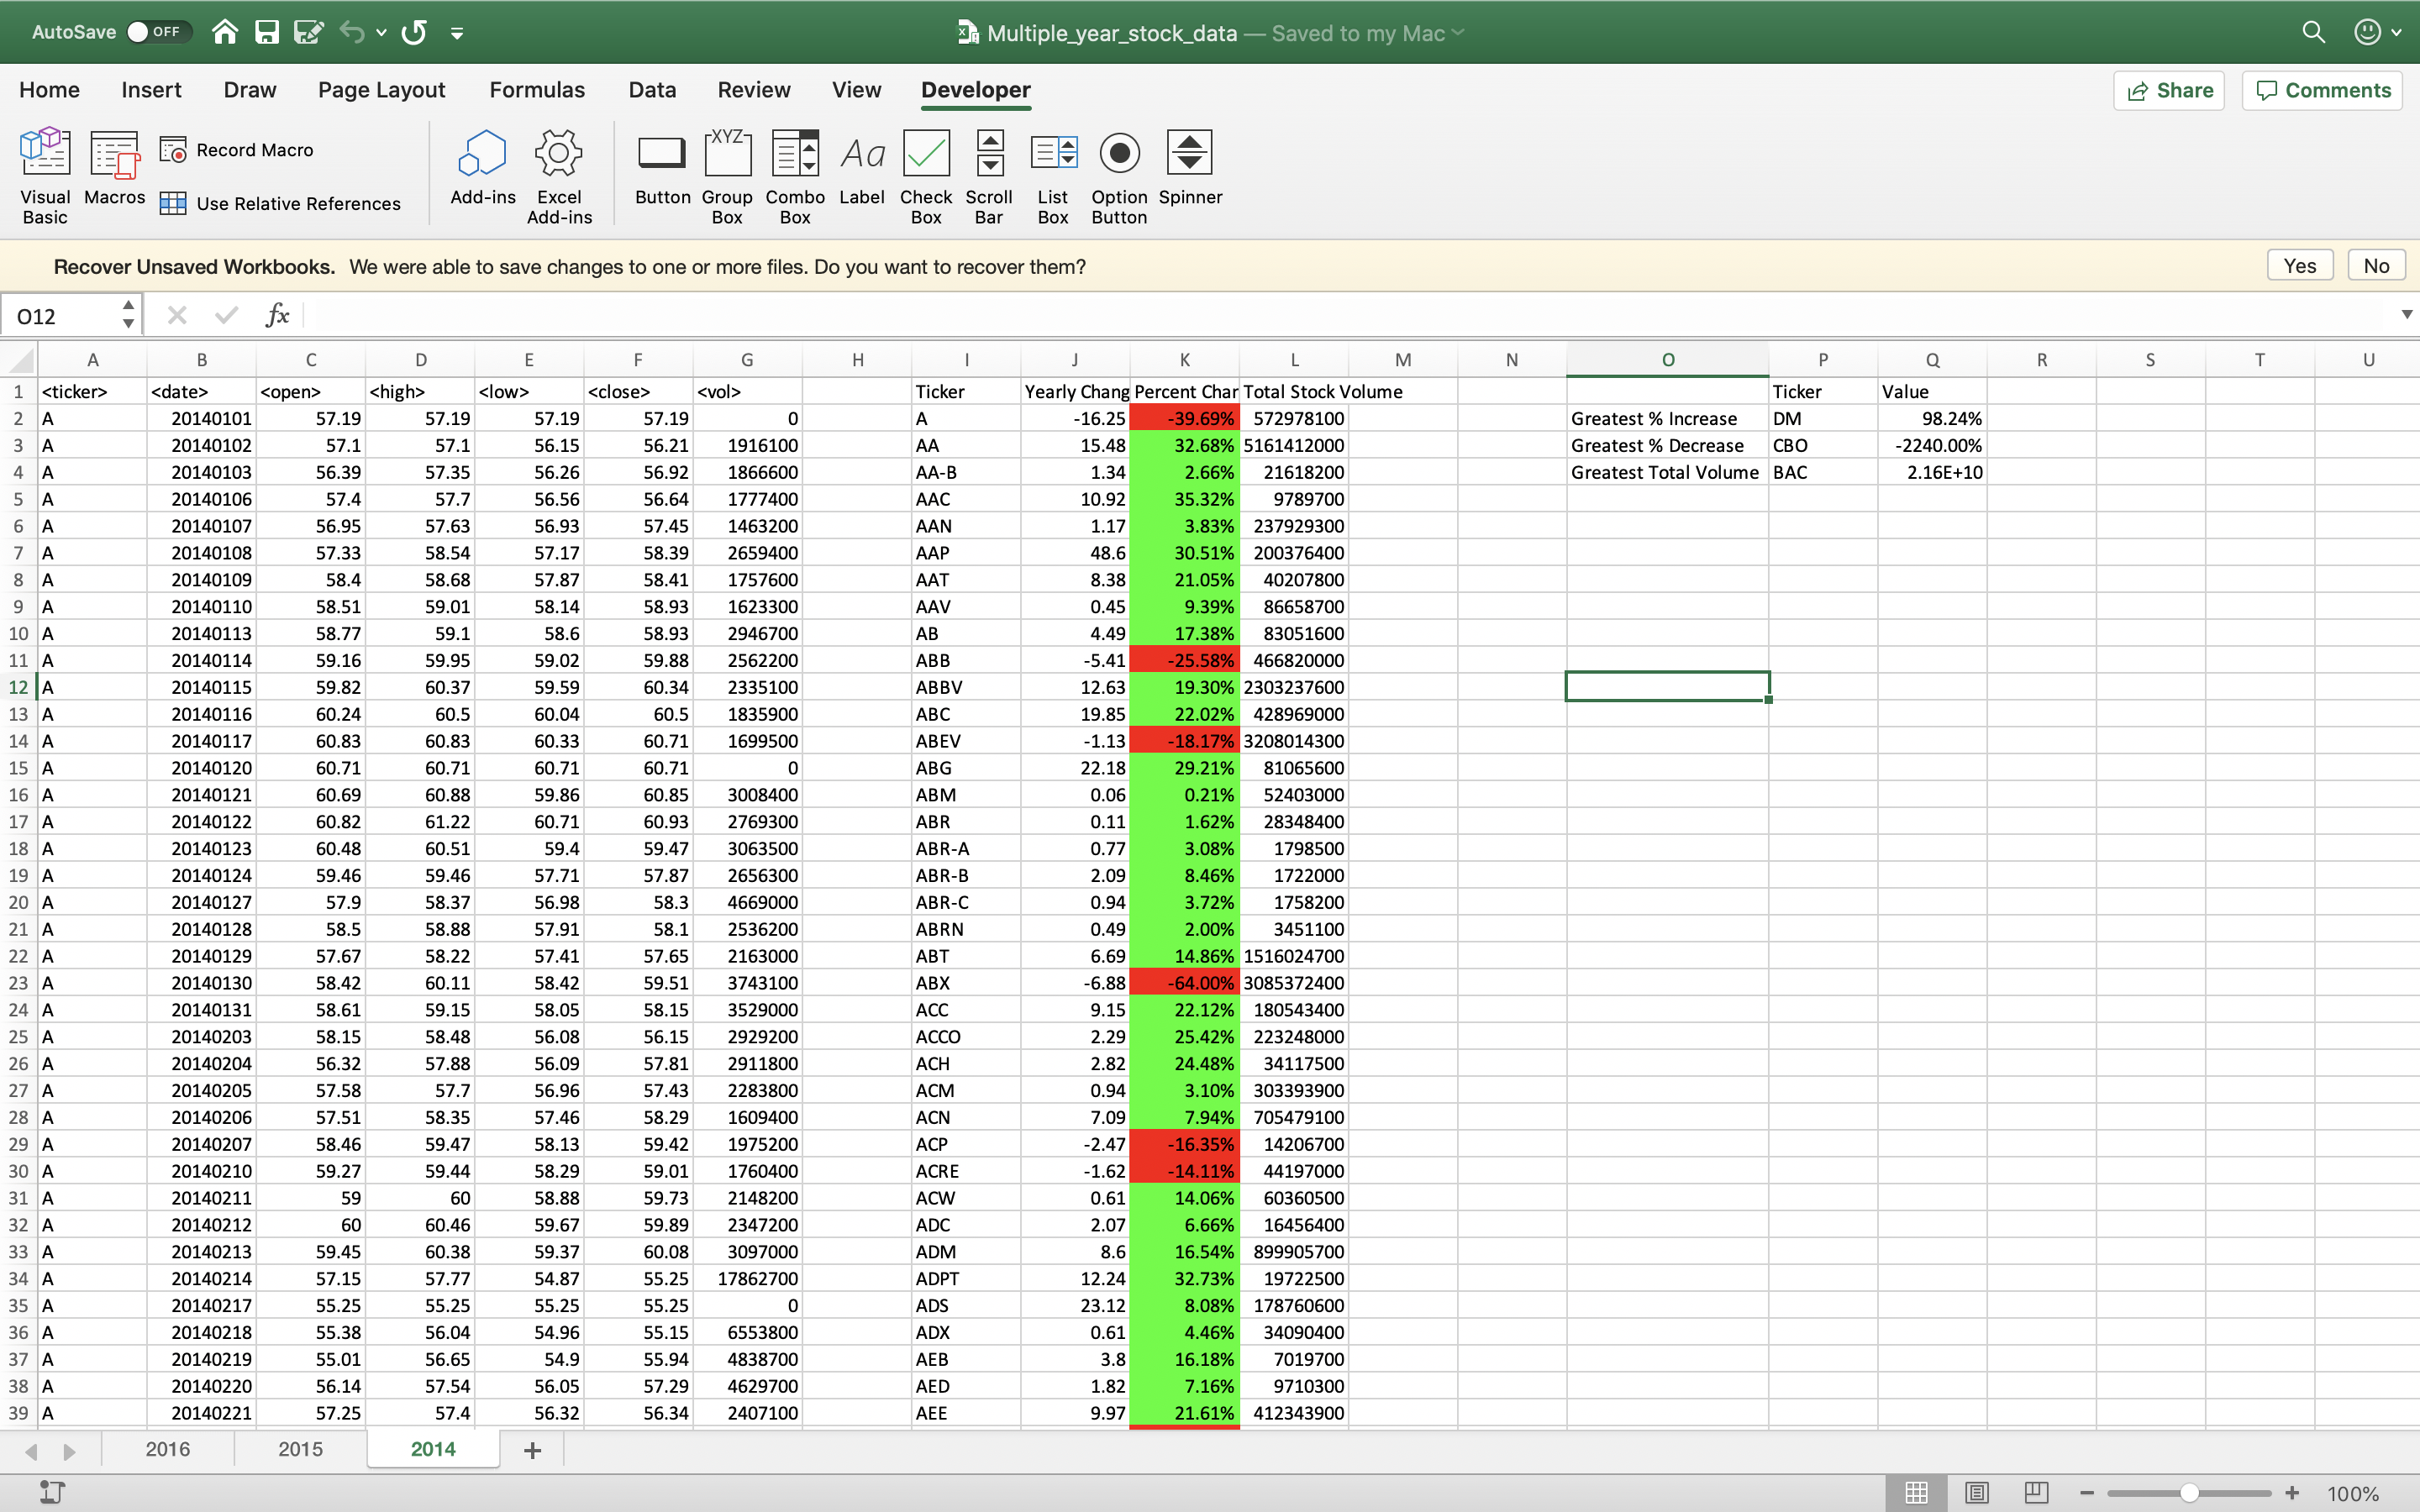 AutoSave OFF Multiple_year_stock_data — Saved to my Mac
Home Insert Draw Page Layout Formulas Data Review View Developer Share Comments
Visual Basic Macros Record Macro Use Relative References Add-ins Excel Add-ins Button XYZ Group Box Combo Box Aa Label Check Box Scroll Bar List Box Option Button Spinner
Recover Unsaved Workbooks. We were able to save changes to one or more files. Do you want to recover them? Yes No
O12 fx
A B C D E F G H I J K L M N O P Q R S T U
1 <ticker> <date> <open> <high> <low> <close> <vol> Ticker Yearly Chang Percent Char Total Stock Volume Ticker Value
2 A 20140101 57.19 57.19 57.19 57.19 0 A -16.25 -39.69% 572978100 Greatest % Increase DM 98.24%
3 A 20140102 57.1 57.1 56.15 56.21 1916100 AA 15.48 32.68% 5161412000 Greatest % Decrease CBO -2240.00%
4 A 20140103 56.39 57.35 56.26 56.92 1866600 AA-B 1.34 2.66% 21618200 Greatest Total Volume BAC 2.16E+10
5 A 20140106 57.4 57.7 56.56 56.64 1777400 AAC 10.92 35.32% 9789700
6 A 20140107 56.95 57.63 56.93 57.45 1463200 AAN 1.17 3.83% 237929300
7 A 20140108 57.33 58.54 57.17 58.39 2659400 AAP 48.6 30.51% 200376400
8 A 20140109 58.4 58.68 57.87 58.41 1757600 AAT 8.38 21.05% 40207800
9 A 20140110 58.51 59.01 58.14 58.93 1623300 AAV 0.45 9.39% 86658700
10 A 20140113 58.77 59.1 58.6 58.93 2946700 AB 4.49 17.38% 83051600
11 A 20140114 59.16 59.95 59.02 59.88 2562200 ABB -5.41 -25.58% 466820000
12 A 20140115 59.82 60.37 59.59 60.34 2335100 ABBV 12.63 19.30% 2303237600
13 A 20140116 60.24 60.5 60.04 60.5 1835900 ABC 19.85 22.02% 428969000
14 A 20140117 60.83 60.83 60.33 60.71 1699500 ABEV -1.13 -18.17% 3208014300
15 A 20140120 60.71 60.71 60.71 60.71 0 ABG 22.18 29.21% 81065600
16 A 20140121 60.69 60.88 59.86 60.85 3008400 ABM 0.06 0.21% 52403000
17 A 20140122 60.82 61.22 60.71 60.93 2769300 ABR 0.11 1.62% 28348400
18 A 20140123 60.48 60.51 59.4 59.47 3063500 ABR-A 0.77 3.08% 1798500
19 A 20140124 59.46 59.46 57.71 57.87 2656300 ABR-B 2.09 8.46% 1722000
20 A 20140127 57.9 58.37 56.98 58.3 4669000 ABR-C 0.94 3.72% 1758200
21 A 20140128 58.5 58.88 57.91 58.1 2536200 ABRN 0.49 2.00% 3451100
22 A 20140129 57.67 58.22 57.41 57.65 2163000 ABT 6.69 14.86% 1516024700
23 A 20140130 58.42 60.11 58.42 59.51 3743100 ABX -6.88 -64.00% 3085372400
24 A 20140131 58.61 59.15 58.05 58.15 3529000 ACC 9.15 22.12% 180543400
25 A 20140203 58.15 58.48 56.08 56.15 2929200 ACCO 2.29 25.42% 223248000
26 A 20140204 56.32 57.88 56.09 57.81 2911800 ACH 2.82 24.48% 34117500
27 A 20140205 57.58 57.7 56.96 57.43 2283800 ACM 0.94 3.10% 303393900
28 A 20140206 57.51 58.35 57.46 58.29 1609400 ACN 7.09 7.94% 705479100
29 A 20140207 58.46 59.47 58.13 59.42 1975200 ACP -2.47 -16.35% 14206700
30 A 20140210 59.27 59.44 58.29 59.01 1760400 ACRE -1.62 -14.11% 44197000
31 A 20140211 59 60 58.88 59.73 2148200 ACW 0.61 14.06% 60360500
32 A 20140212 60 60.46 59.67 59.89 2347200 ADC 2.07 6.66% 16456400
33 A 20140213 59.45 60.38 59.37 60.08 3097000 ADM 8.6 16.54% 899905700
34 A 20140214 57.15 57.77 54.87 55.25 17862700 ADPT 12.24 32.73% 19722500
35 A 20140217 55.25 55.25 55.25 55.25 0 ADS 23.12 8.08% 178760600
36 A 20140218 55.38 56.04 54.96 55.15 6553800 ADX 0.61 4.46% 34090400
37 A 20140219 55.01 56.65 54.9 55.94 4838700 AEB 3.8 16.18% 7019700
38 A 20140220 56.14 57.54 56.05 57.29 4629700 AED 1.82 7.16% 9710300
39 A 20140221 57.25 57.4 56.32 56.34 2407100 AEE 9.97 21.61% 412343900
2016 2015 2014 +
100%